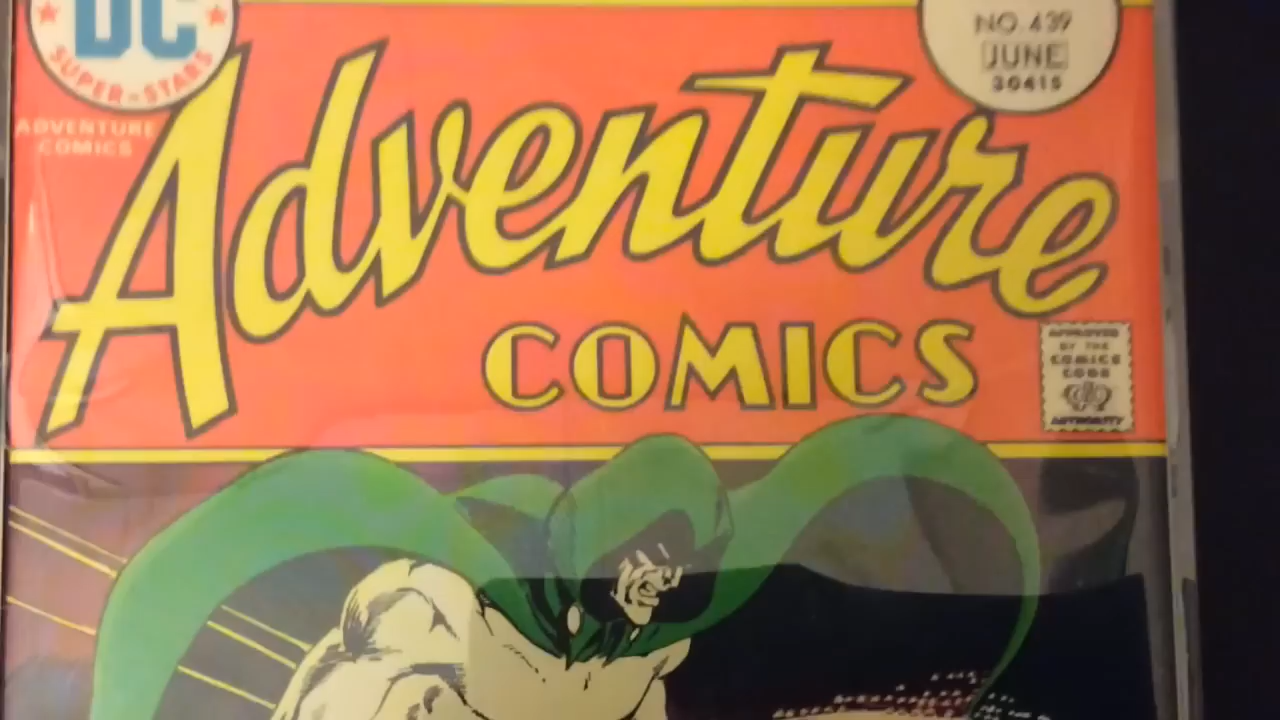 DC
SUPER-STARS
ADVENTURE
COMICS
NO. 439
JUNE
30415
Adventure
COMICS
APPROVED
BY THE
COMICS
CODE
AUTHORITY